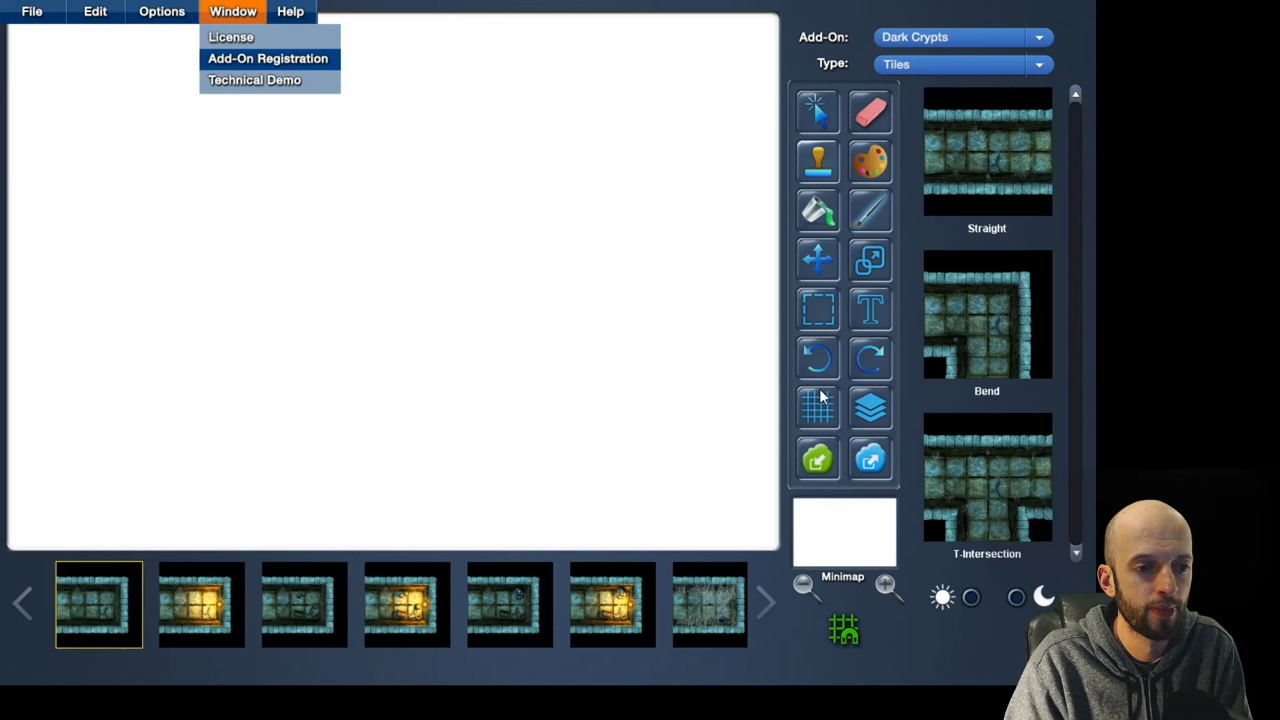 File Edit Options Window Help
License
Add-On Registration
Technical Demo
Add-On: Dark Crypts
Type: Tiles
Straight
Bend
T-Intersection
Minimap